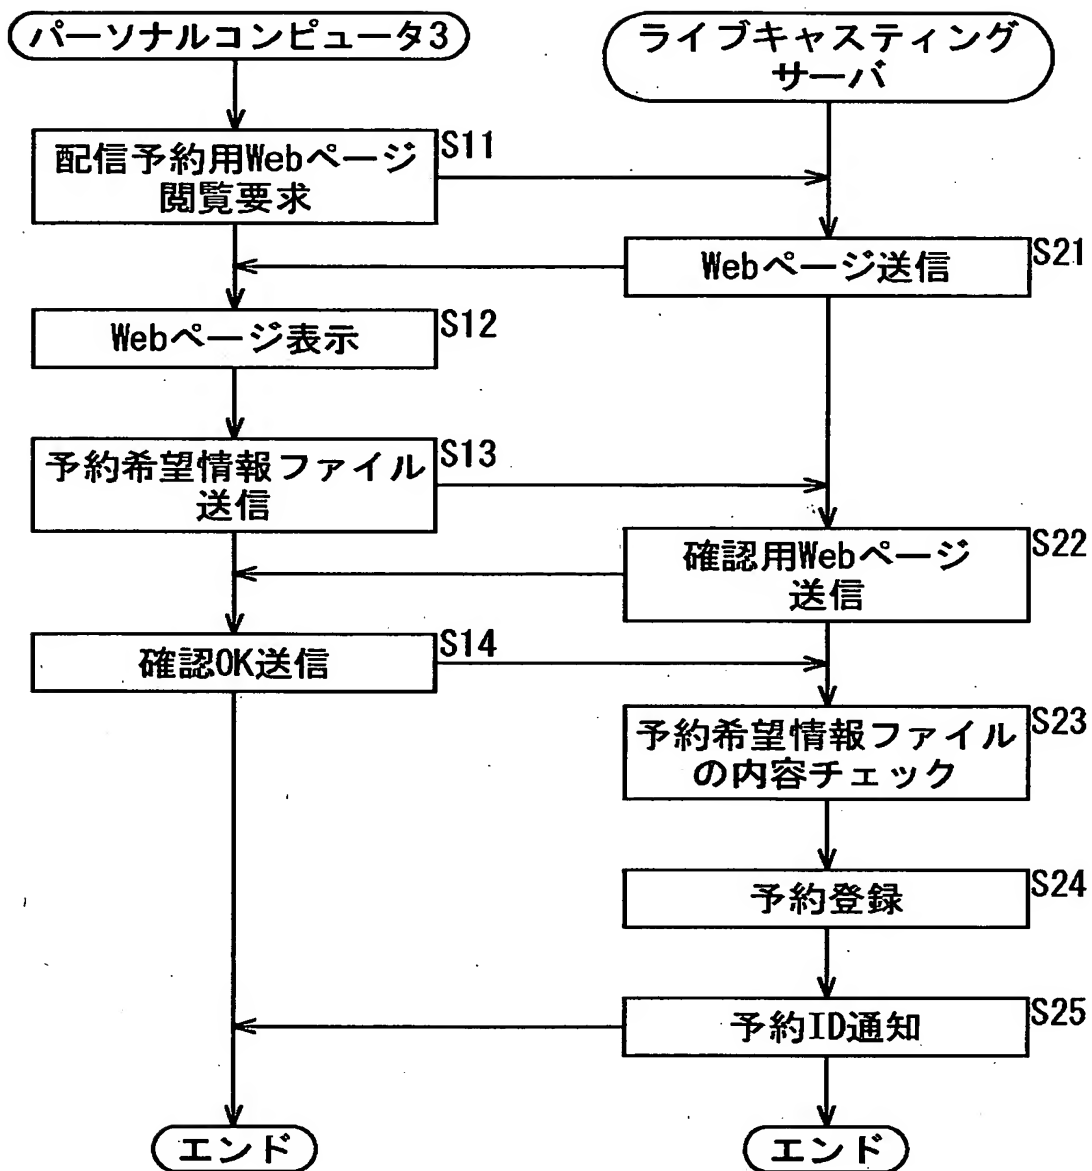 パーソナルコンピュータ3
ライブキャスティング
サーバ
配信予約用Webページ
閲覧要求
S11
Webページ送信
S21
Webページ表示
S12
予約希望情報ファイル
送信
S13
確認用Webページ
送信
S22
確認OK送信
S14
予約希望情報ファイル
の内容チェック
S23
予約登録
S24
予約ID通知
S25
エンド
エンド